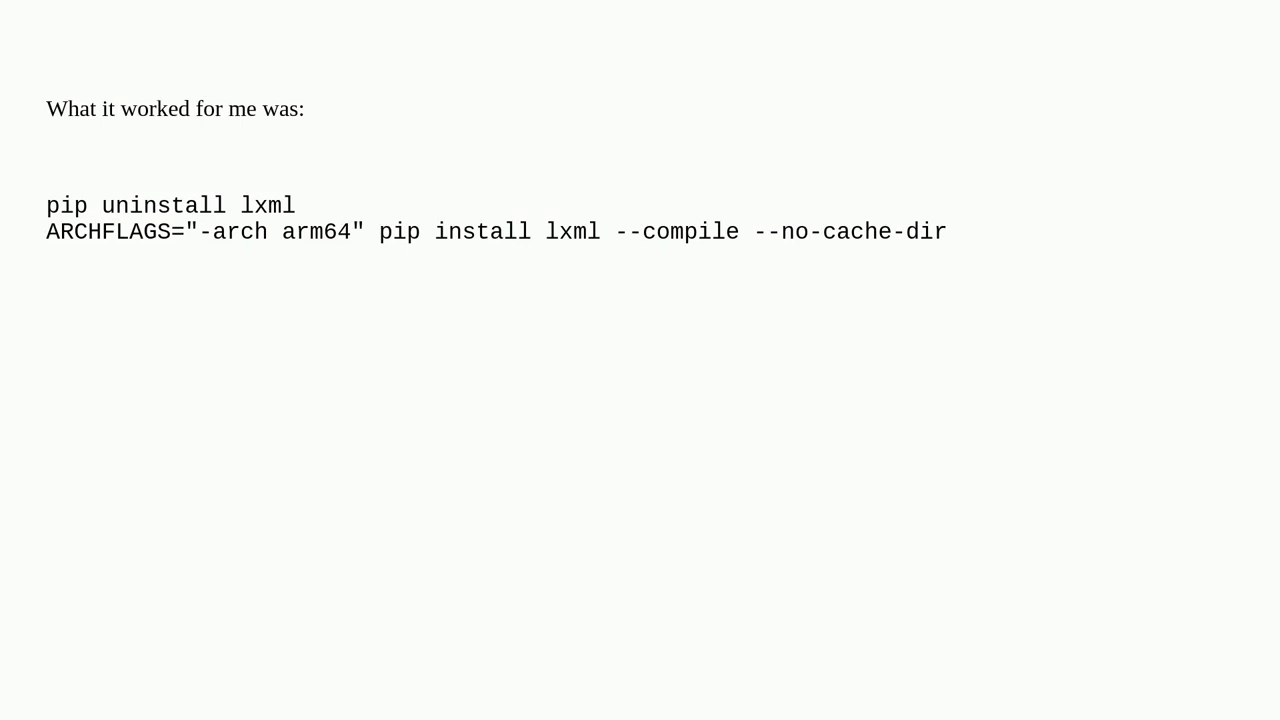 What it worked for me was:
pip uninstall lxml
ARCHFLAGS="-arch arm64" pip install lxml --compile --no-cache-dir